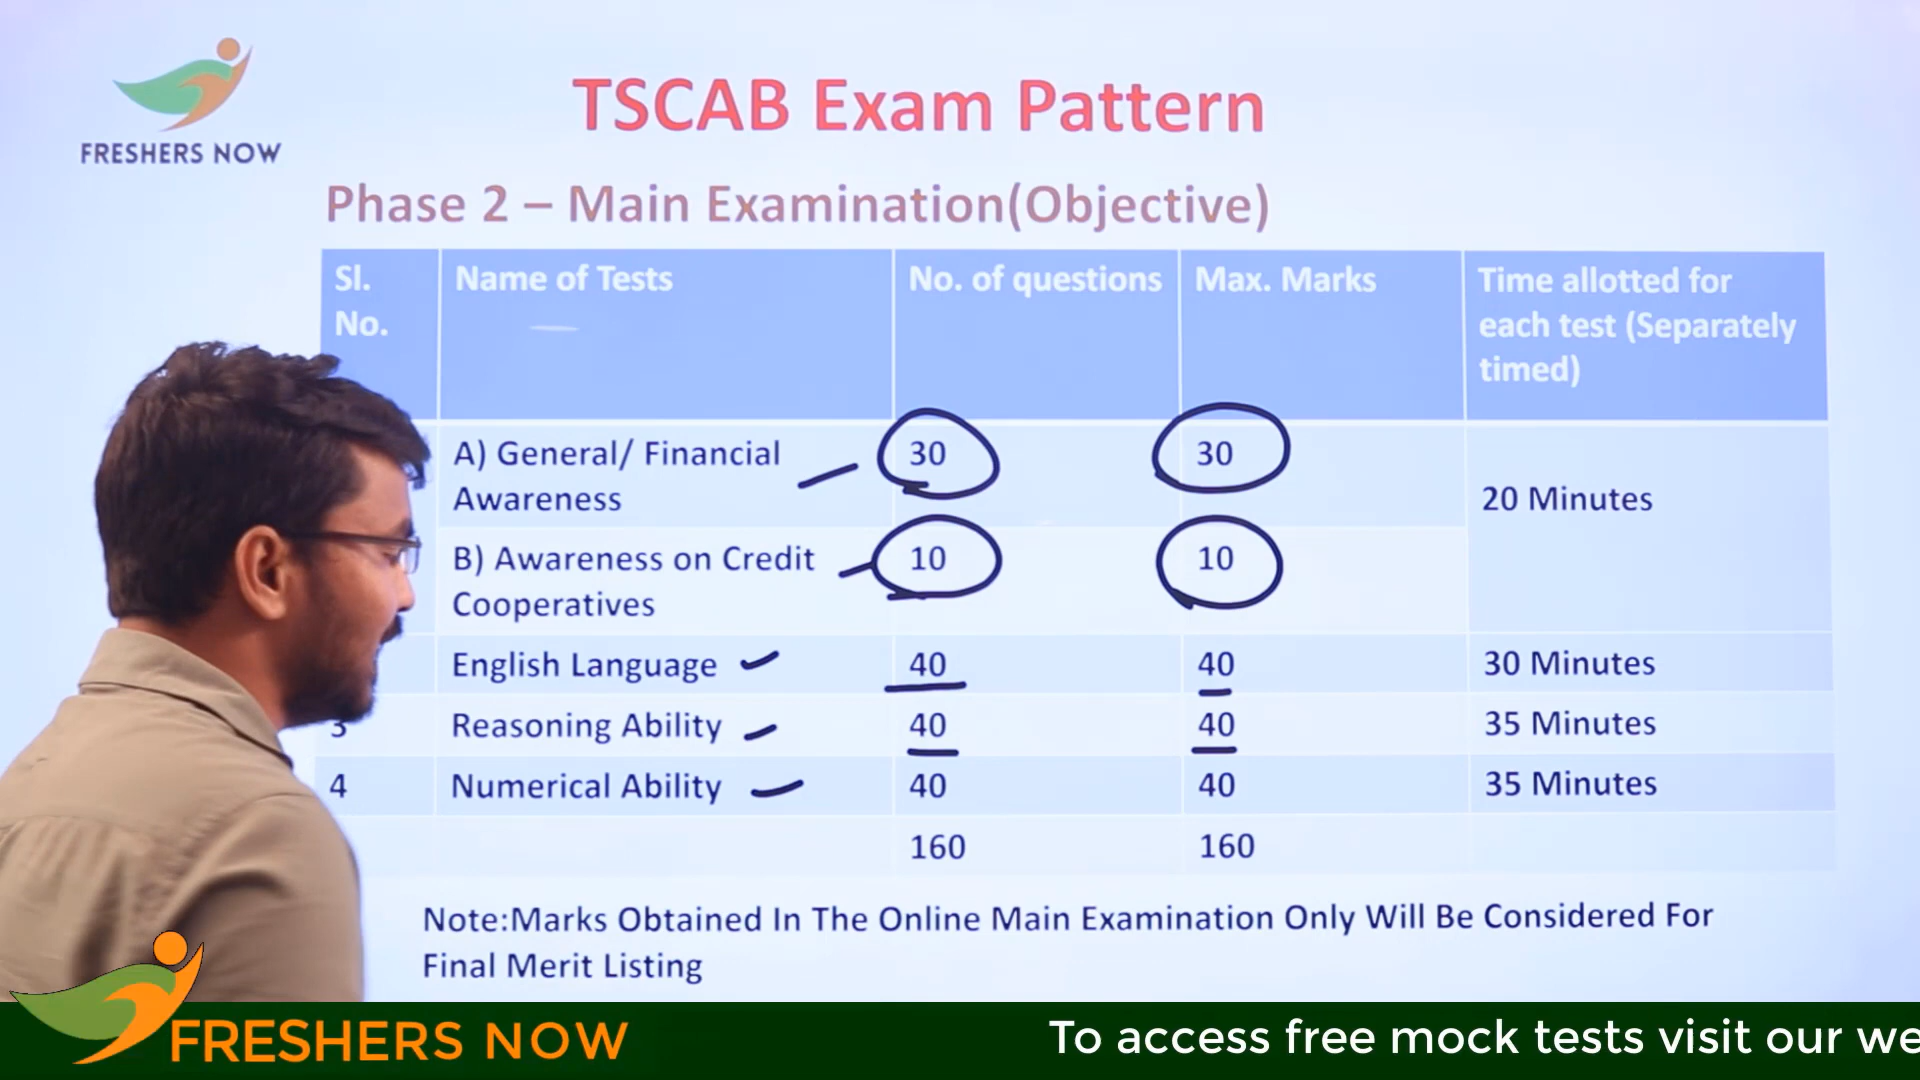 FRESHERS NOW
TSCAB Exam Pattern
Phase 2 – Main Examination(Objective)
Sl. No.
Name of Tests
No. of questions
Max. Marks
Time allotted for each test (Separately timed)
A) General/ Financial Awareness
30
30
20 Minutes
B) Awareness on Credit Cooperatives
10
10
English Language
40
40
30 Minutes
3
Reasoning Ability
40
40
35 Minutes
4
Numerical Ability
40
40
35 Minutes
160
160
Note:Marks Obtained In The Online Main Examination Only Will Be Considered For
Final Merit Listing
FRESHERS NOW
To access free mock tests visit our we